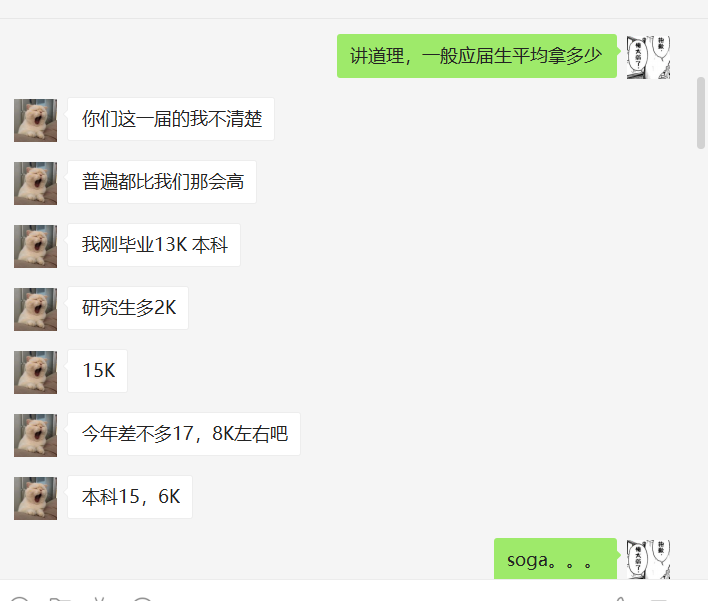 讲道理，一般应届生平均拿多少
你们这一届的我不清楚
普遍都比我们那会高
我刚毕业13K 本科
研究生多2K
15K
今年差不多17，8K左右吧
本科15，6K
soga。。。